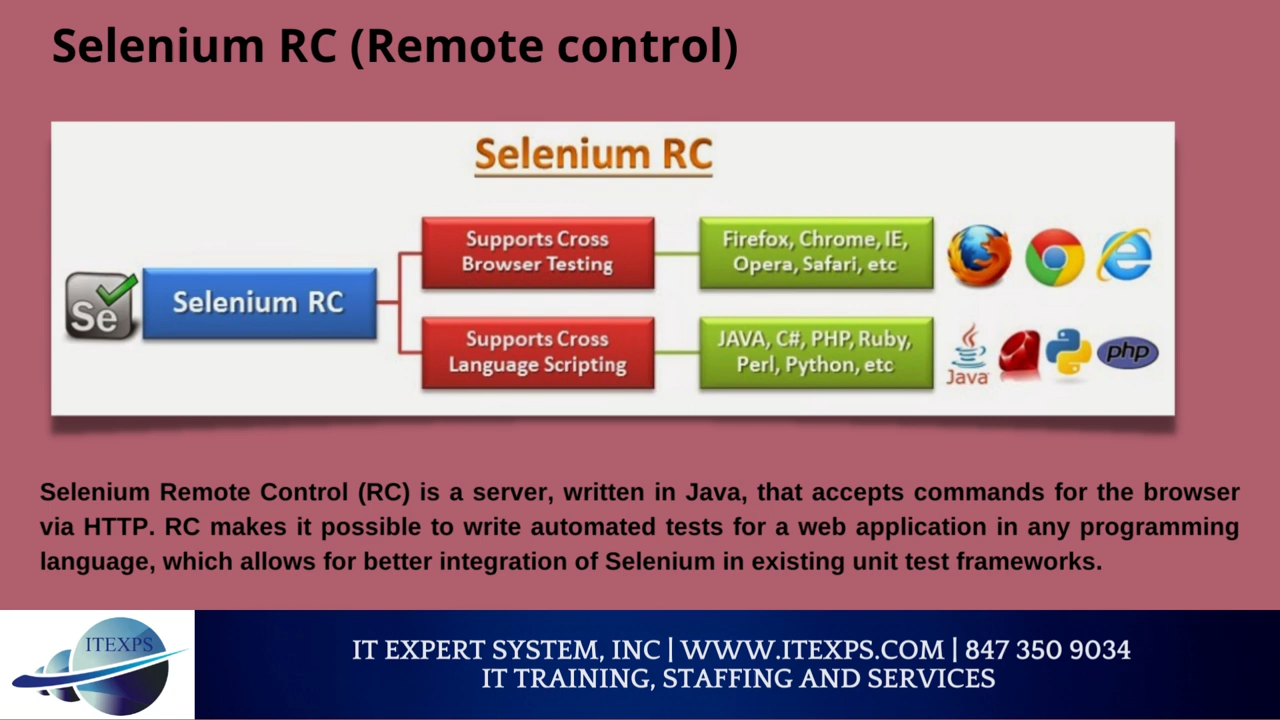 Selenium RC (Remote control)
Selenium RC
Se
Selenium RC
Supports Cross
Browser Testing
Firefox, Chrome, IE,
Opera, Safari, etc
Supports Cross
Language Scripting
JAVA, C#, PHP, Ruby,
Perl, Python, etc
Java
php
Selenium Remote Control (RC) is a server, written in Java, that accepts commands for the browser
via HTTP. RC makes it possible to write automated tests for a web application in any programming
language, which allows for better integration of Selenium in existing unit test frameworks.
ITEXPS
IT EXPERT SYSTEM, INC | WWW.ITEXPS.COM | 847 350 9034
IT TRAINING, STAFFING AND SERVICES